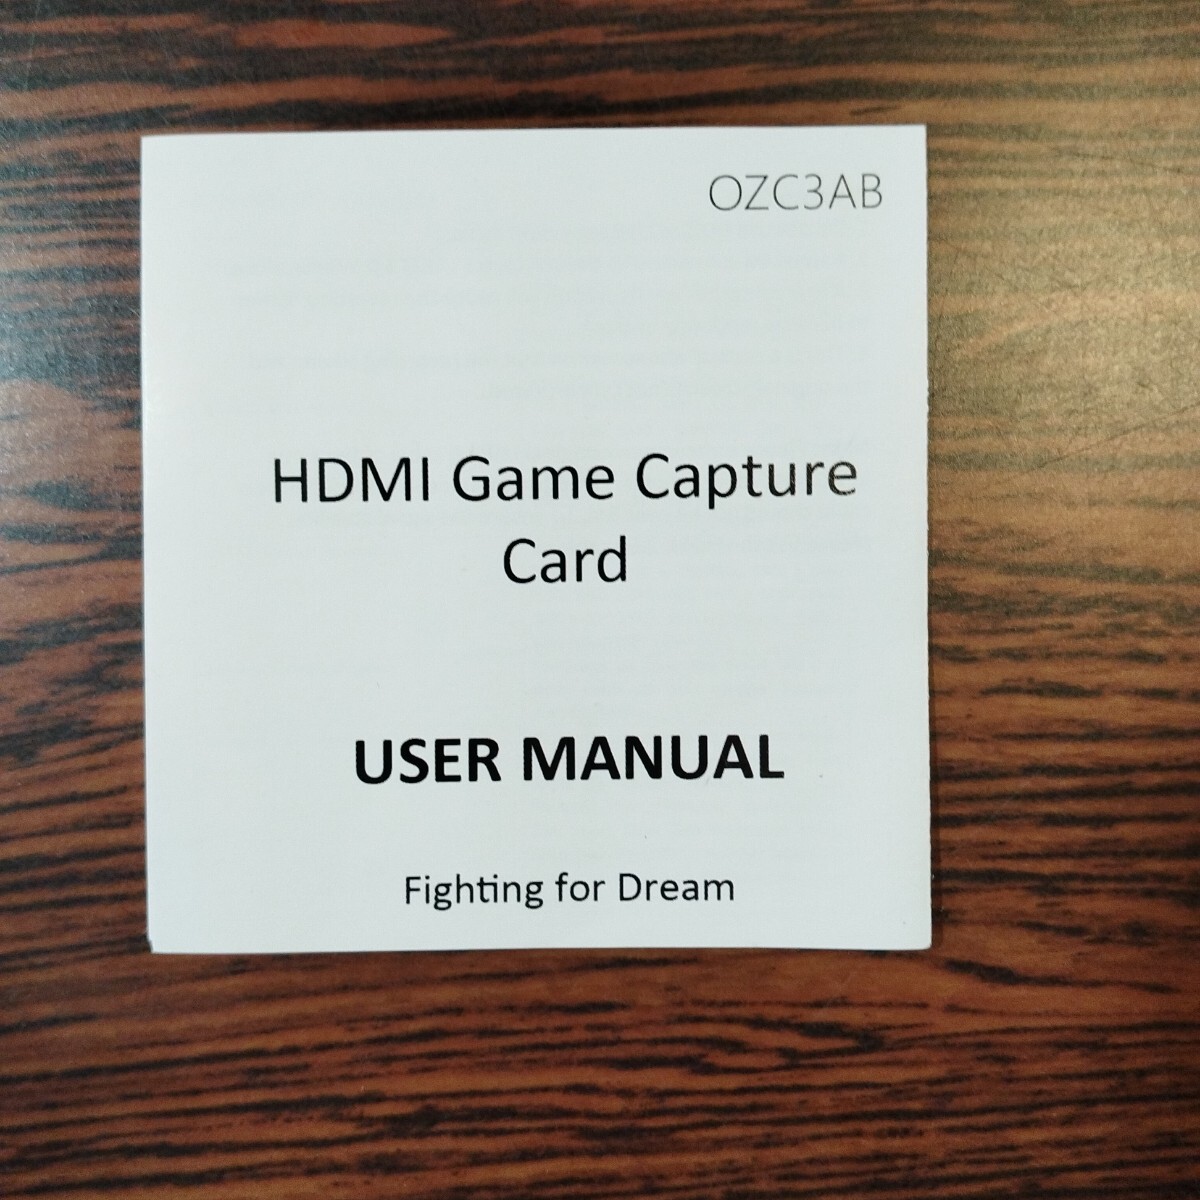 OZC3AB
HDMI Game Capture
Card
USER MANUAL
Fighting for Dream